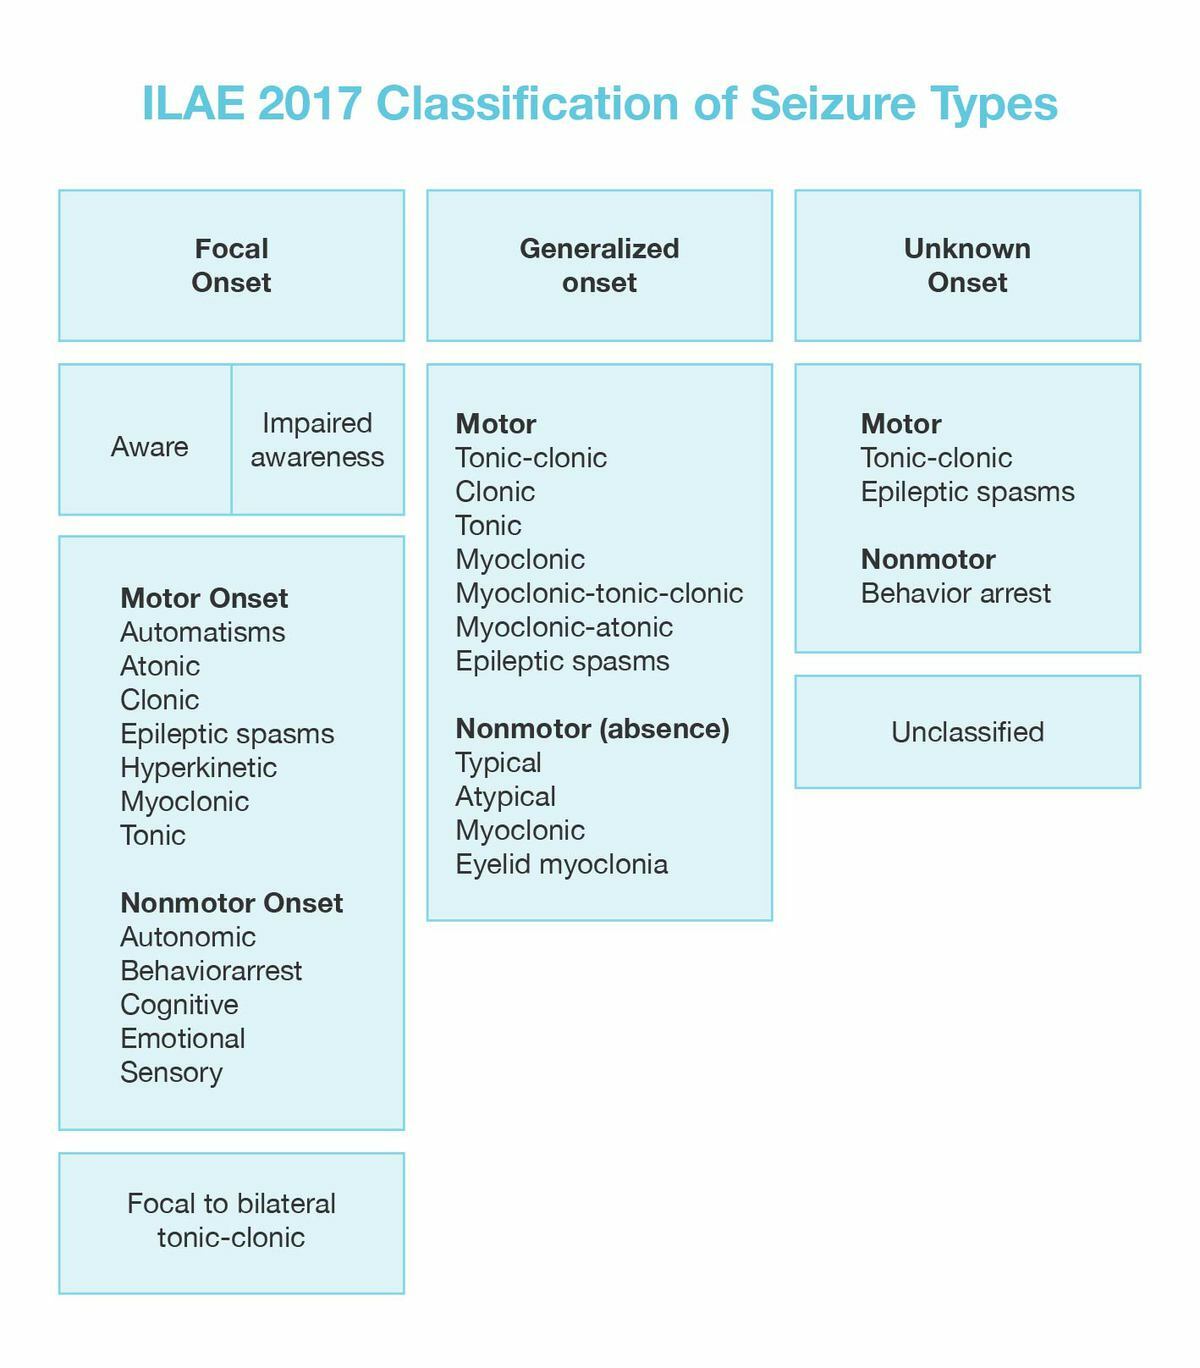 ILAE 2017 Classification of Seizure Types
Focal
Onset
Aware
Impaired
awareness
Motor Onset
Automatisms
Atonic
Clonic
Epileptic spasms
Hyperkinetic
Myoclonic
Tonic
Nonmotor Onset
Autonomic
Behaviorarrest
Cognitive
Emotional
Sensory
Focal to bilateral
tonic-clonic
Generalized
onset
Motor
Tonic-clonic
Clonic
Tonic
Myoclonic
Myoclonic-tonic-clonic
Myoclonic-atonic
Epileptic spasms
Nonmotor (absence)
Typical
Atypical
Myoclonic
Eyelid myoclonia
Unknown
Onset
Motor
Tonic-clonic
Epileptic spasms
Nonmotor
Behavior arrest
Unclassified